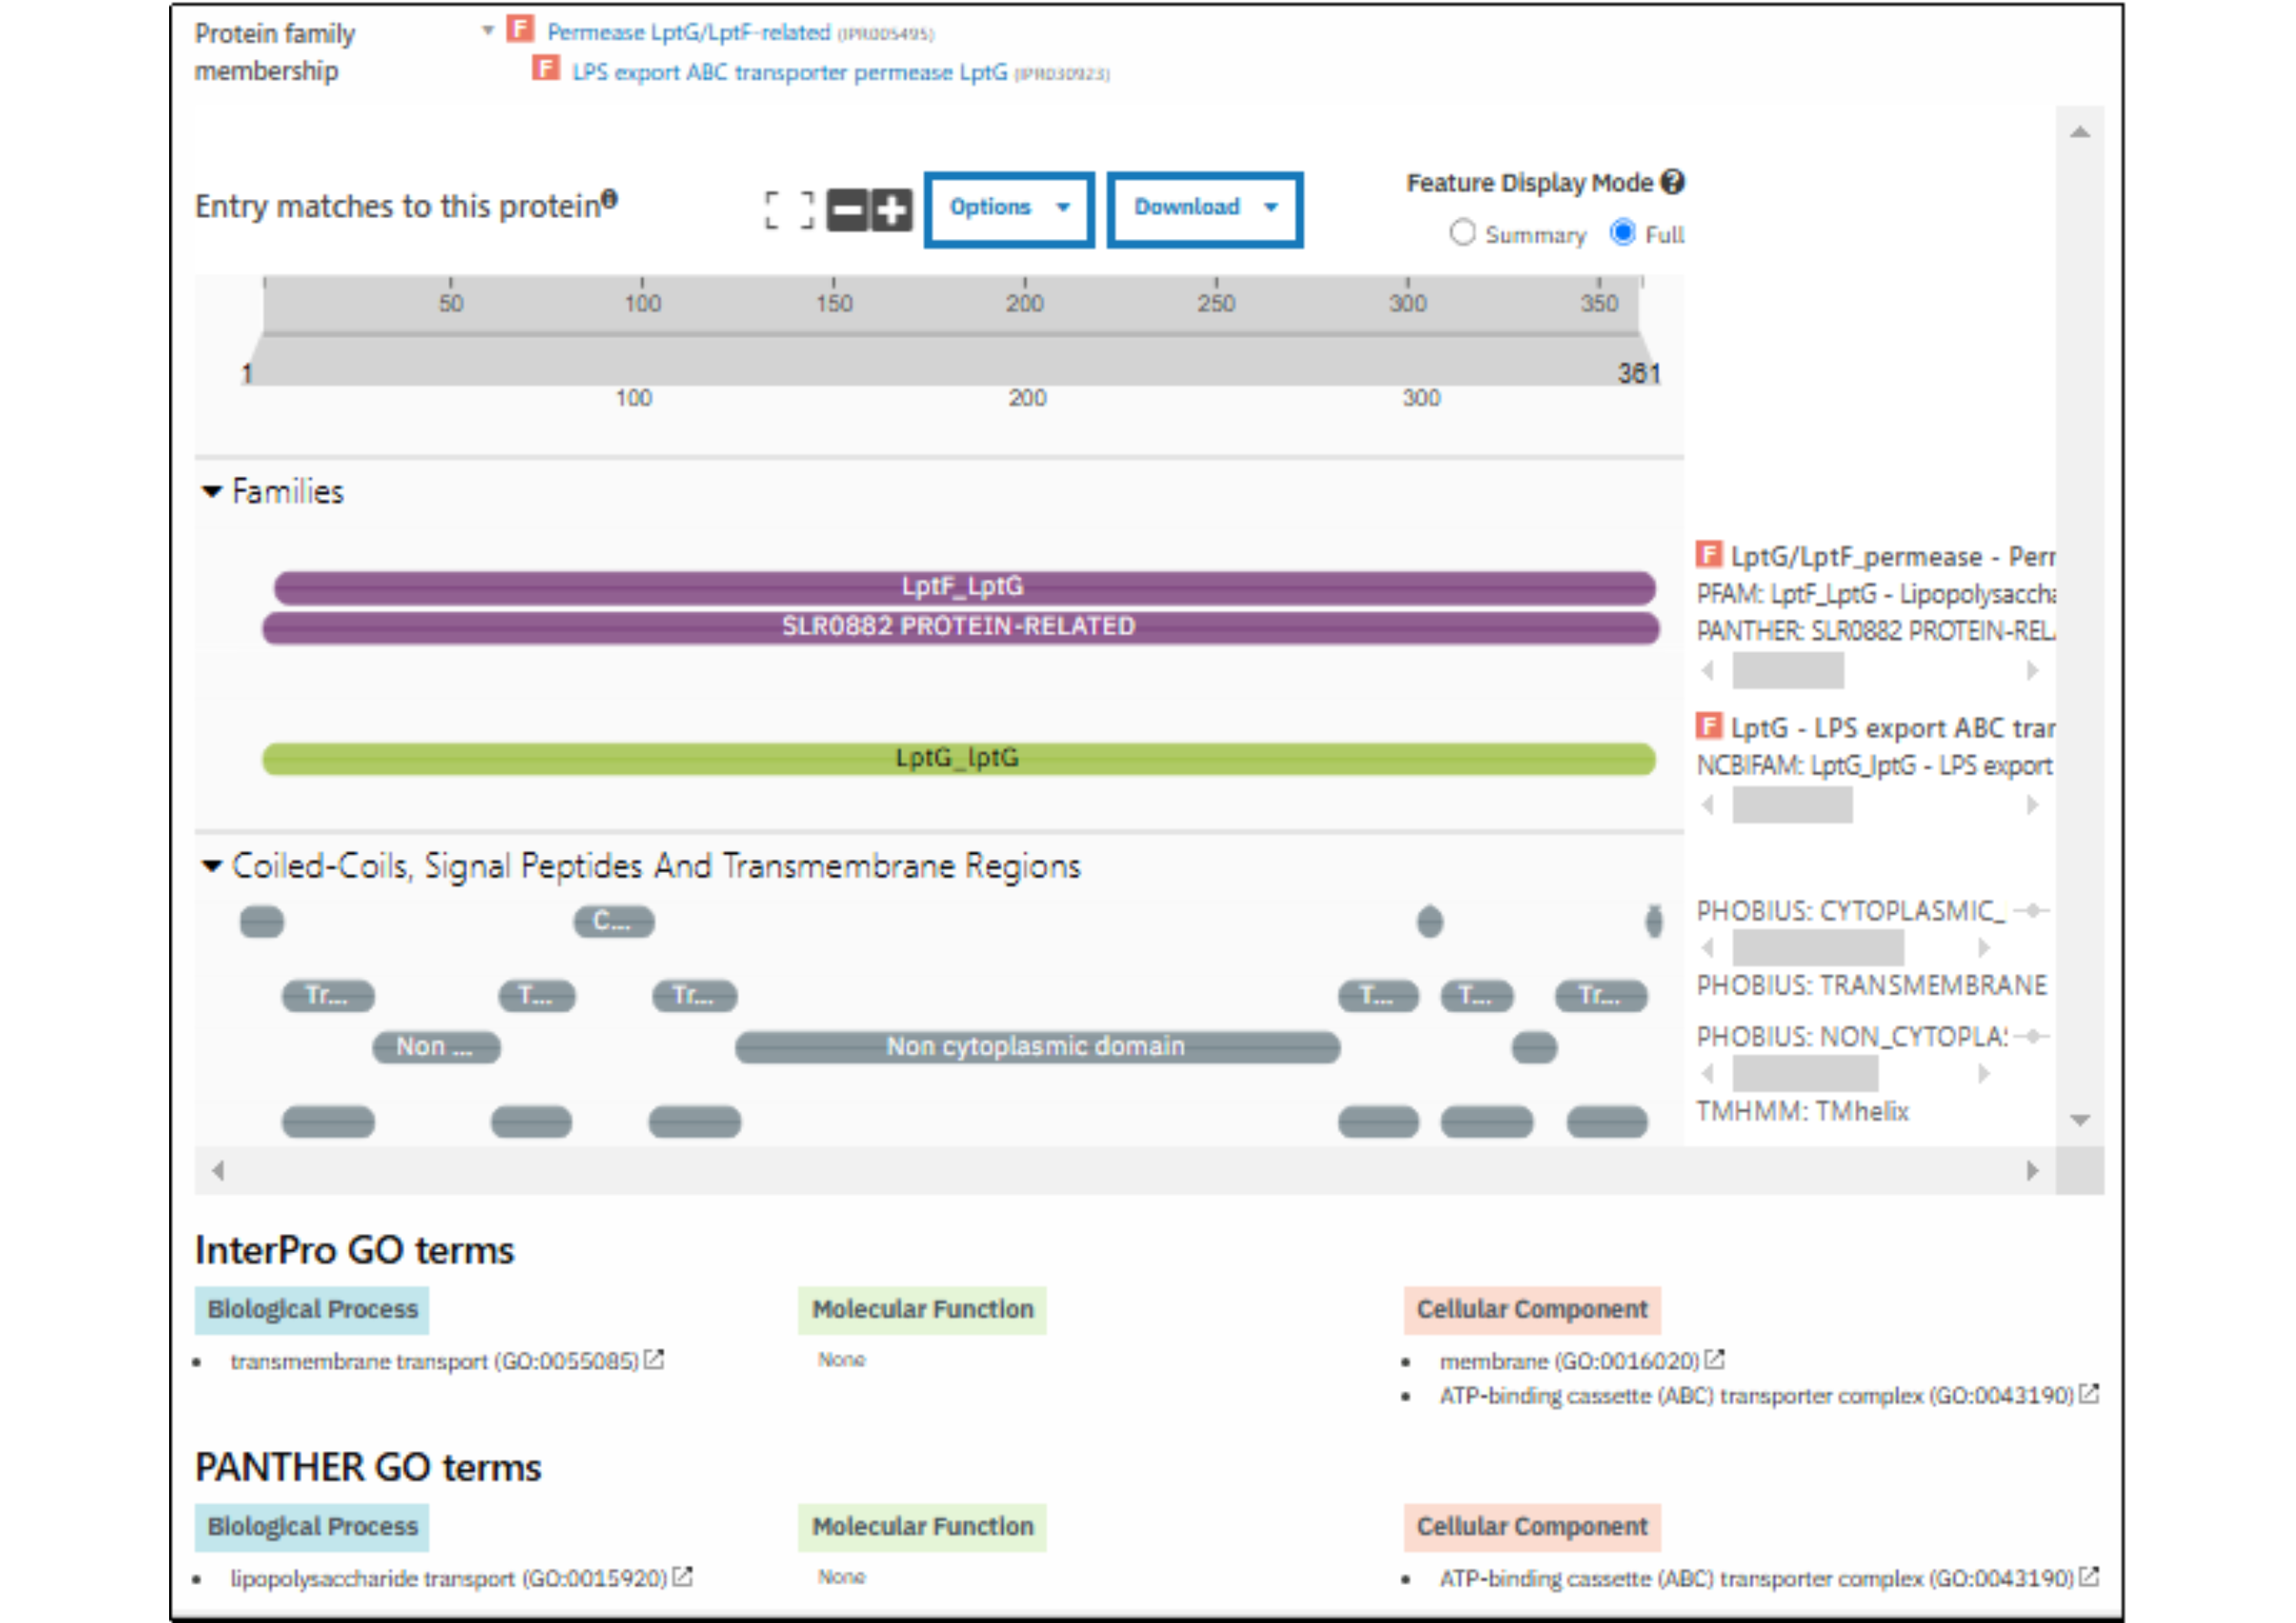 Protein family membership
F Permease LptG/LptF-related (IPR005495)
F LPS export ABC transporter permease LptG (IPR030923)
Entry matches to this protein
Options
Download
Feature Display Mode
Summary Full
50 100 150 200 250 300 350
1 361
100 200 300
Families
LptF_LptG
SLR0882 PROTEIN-RELATED
F LptG/LptF_permease - Perr
PFAM: LptF_LptG - Lipopolysaccha
PANTHER: SLR0882 PROTEIN-REL
LptG_lptG
F LptG - LPS export ABC tran
NCBIFAM: LptG_lptG - LPS export
Coiled-Coils, Signal Peptides And Transmembrane Regions
C...
PHOBIUS: CYTOPLASMIC_
Tr... T... Tr... T... T... Tr...
PHOBIUS: TRANSMEMBRANE
Non ... Non cytoplasmic domain
PHOBIUS: NON_CYTOPLA
TMHMM: TMhelix
InterPro GO terms
Biological Process
transmembrane transport (GO:0055085)
Molecular Function
None
Cellular Component
membrane (GO:0016020)
ATP-binding cassette (ABC) transporter complex (GO:0043190)
PANTHER GO terms
Biological Process
lipopolysaccharide transport (GO:0015920)
Molecular Function
None
Cellular Component
ATP-binding cassette (ABC) transporter complex (GO:0043190)